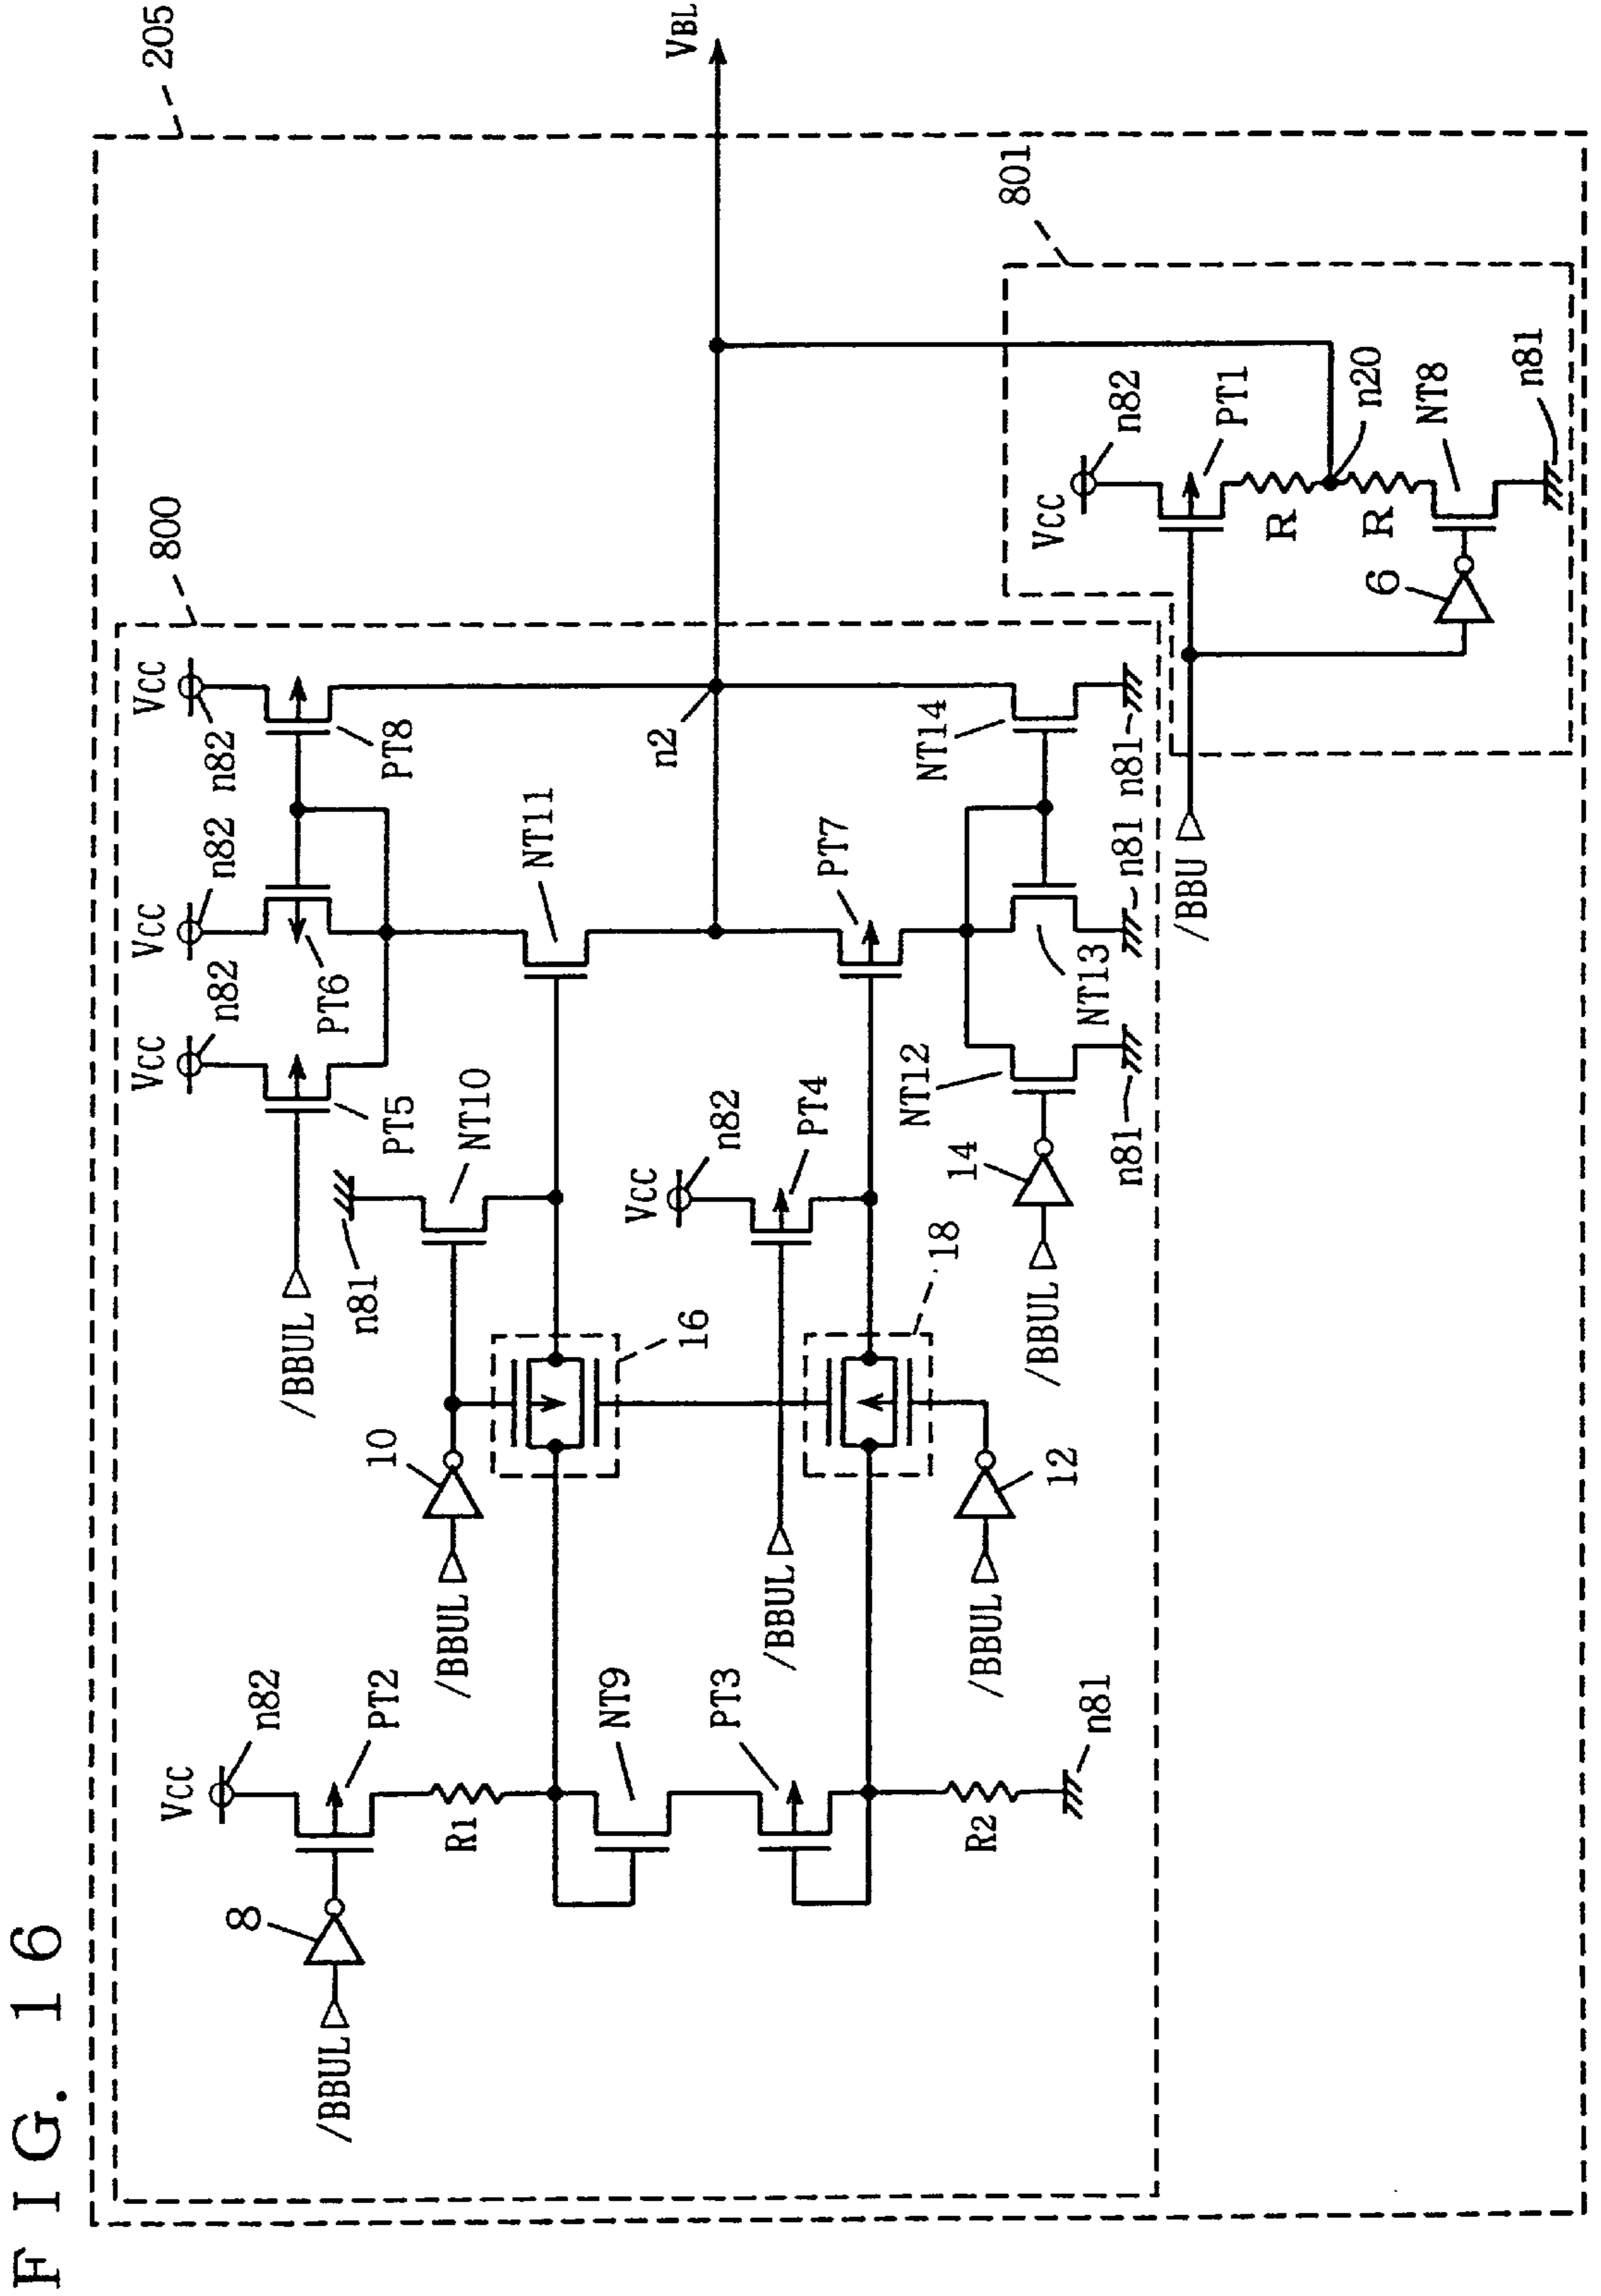 FIG. 16
205
800
VCC
n82
VCC
n82
VCC
n82
VCC
n82
PT2
PT5
PT6
PT8
8
/BBUL
/BBUL
R1
n81
NT10
10
/BBUL
NT11
16
NT9
n2
VBL
VCC
n82
PT4
/BBUL
PT3
PT7
18
R2
n81
12
/BBUL
14
/BBUL
NT12
NT13
NT14
n81
n81
n81
801
/BBU
VCC
n82
PT1
R
n20
R
6
NT8
n81